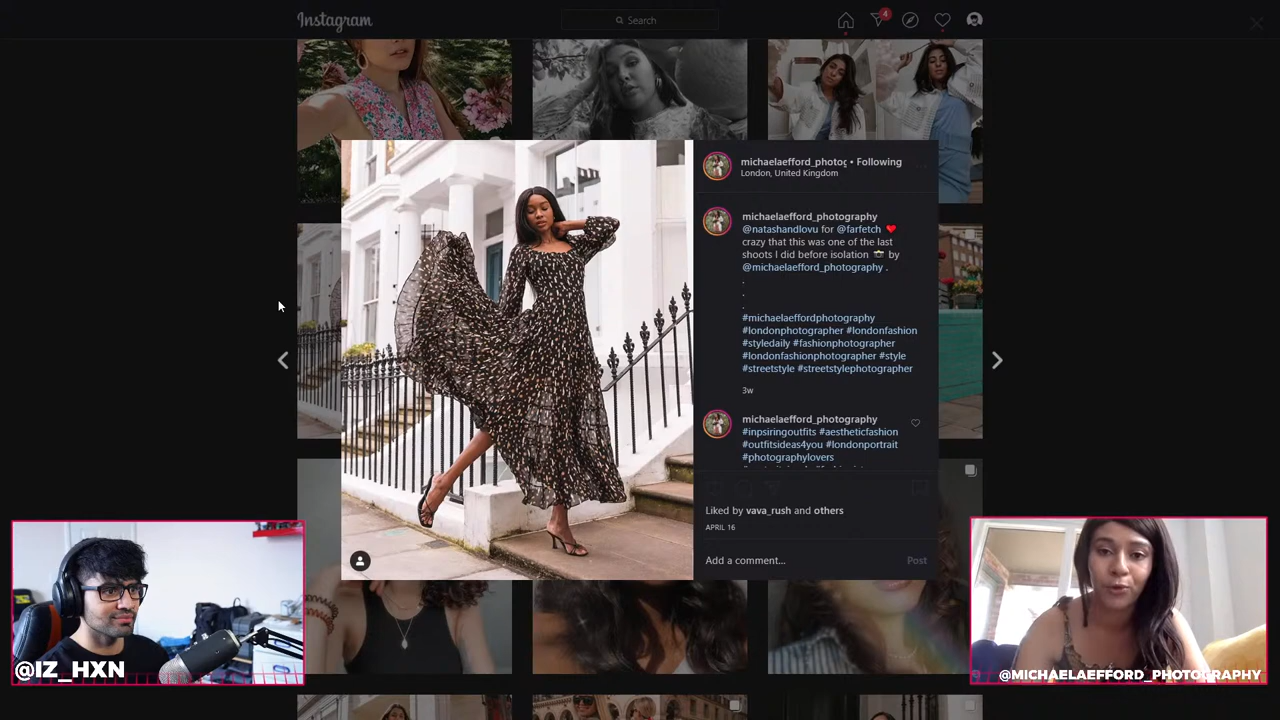 Instagram
Search
4
michaelaefford_photog • Following
London, United Kingdom
michaelaefford_photography
@natashandlovu for @farfetch ❤️
crazy that this was one of the last
shoots I did before isolation 📸 by
@michaelaefford_photography .
.
.
.
#michaelaeffordphotography
#londonphotographer #londonfashion
#styledaily #fashionphotographer
#londonfashionphotographer #style
#streetstyle #streetstylephotographer
3w
michaelaefford_photography
#inpsiringoutfits #aestheticfashion
#outfitsideas4you #londonportrait
#photographylovers
Liked by vava_rush and others
APRIL 16
Add a comment...
Post
@IZ_HXN
@MICHAELAEFFORD_PHOTOGRAPHY